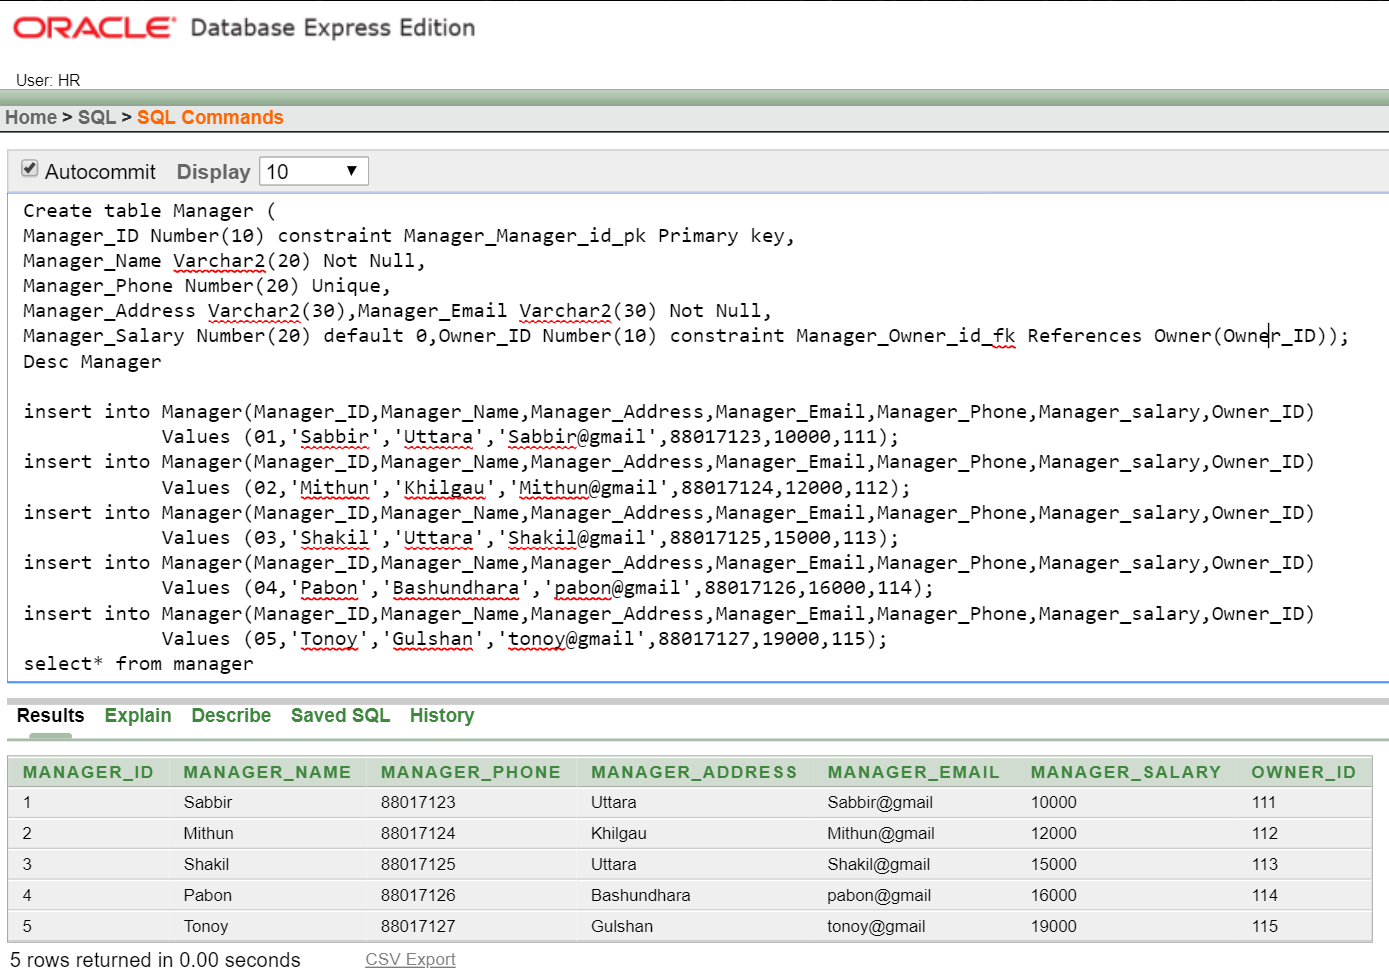 ORACLE Database Express Edition
User: HR
Home > SQL > SQL Commands
Autocommit Display 10
Create table Manager (
Manager_ID Number(10) constraint Manager_Manager_id_pk Primary key,
Manager_Name Varchar2(20) Not Null,
Manager_Phone Number(20) Unique,
Manager_Address Varchar2(30),Manager_Email Varchar2(30) Not Null,
Manager_Salary Number(20) default 0,Owner_ID Number(10) constraint Manager_Owner_id_fk References Owner(Owner_ID));
Desc Manager
insert into Manager(Manager_ID,Manager_Name,Manager_Address,Manager_Email,Manager_Phone,Manager_salary,Owner_ID)
Values (01,'Sabbir','Uttara','Sabbir@gmail',88017123,10000,111);
insert into Manager(Manager_ID,Manager_Name,Manager_Address,Manager_Email,Manager_Phone,Manager_salary,Owner_ID)
Values (02,'Mithun','Khilgau','Mithun@gmail',88017124,12000,112);
insert into Manager(Manager_ID,Manager_Name,Manager_Address,Manager_Email,Manager_Phone,Manager_salary,Owner_ID)
Values (03,'Shakil','Uttara','Shakil@gmail',88017125,15000,113);
insert into Manager(Manager_ID,Manager_Name,Manager_Address,Manager_Email,Manager_Phone,Manager_salary,Owner_ID)
Values (04,'Pabon','Bashundhara','pabon@gmail',88017126,16000,114);
insert into Manager(Manager_ID,Manager_Name,Manager_Address,Manager_Email,Manager_Phone,Manager_salary,Owner_ID)
Values (05,'Tonoy','Gulshan','tonoy@gmail',88017127,19000,115);
select* from manager
Results Explain Describe Saved SQL History
MANAGER_ID MANAGER_NAME MANAGER_PHONE MANAGER_ADDRESS MANAGER_EMAIL MANAGER_SALARY OWNER_ID
1 Sabbir 88017123 Uttara Sabbir@gmail 10000 111
2 Mithun 88017124 Khilgau Mithun@gmail 12000 112
3 Shakil 88017125 Uttara Shakil@gmail 15000 113
4 Pabon 88017126 Bashundhara pabon@gmail 16000 114
5 Tonoy 88017127 Gulshan tonoy@gmail 19000 115
5 rows returned in 0.00 seconds CSV Export